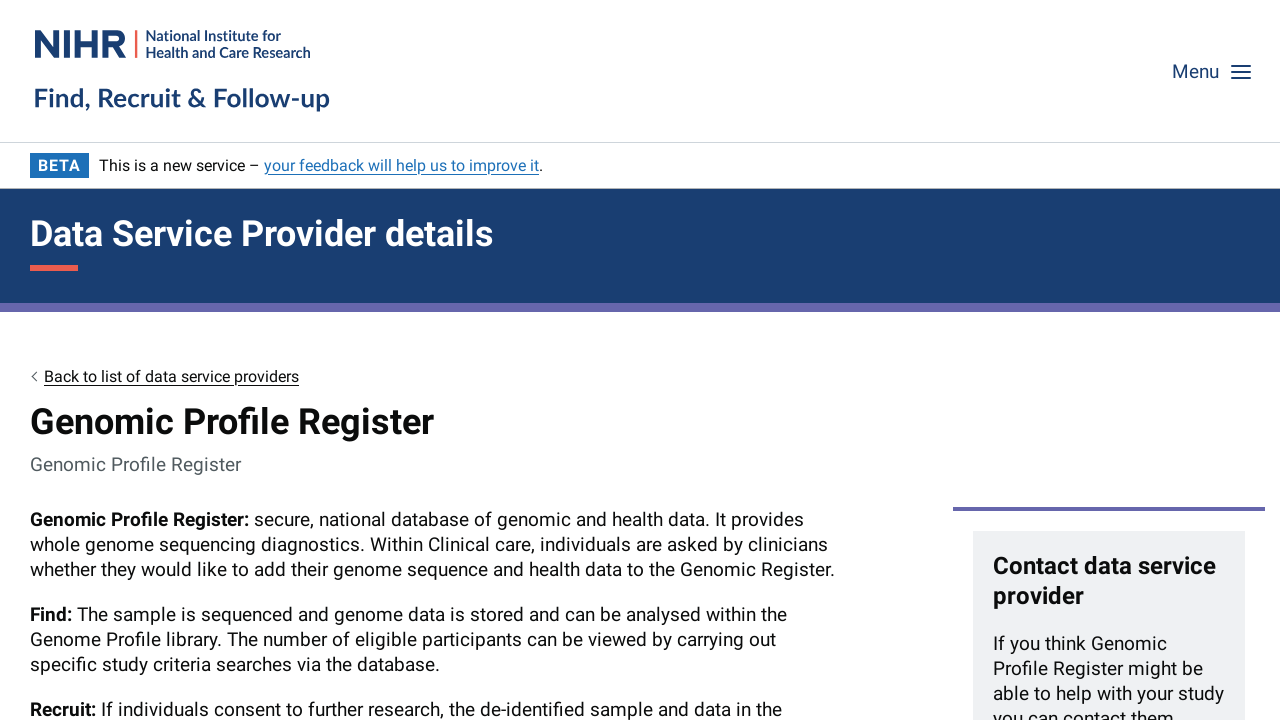 NIHR National Institute for
Health and Care Research
Find, Recruit & Follow-up
Menu
BETA This is a new service – your feedback will help us to improve it.
Data Service Provider details
Back to list of data service providers
Genomic Profile Register
Genomic Profile Register
Genomic Profile Register: secure, national database of genomic and health data. It provides
whole genome sequencing diagnostics. Within Clinical care, individuals are asked by clinicians
whether they would like to add their genome sequence and health data to the Genomic Register.
Find: The sample is sequenced and genome data is stored and can be analysed within the
Genome Profile library. The number of eligible participants can be viewed by carrying out
specific study criteria searches via the database.
Recruit: If individuals consent to further research, the de-identified sample and data in the
Contact data service
provider
If you think Genomic
Profile Register might be
able to help with your study
you can contact them